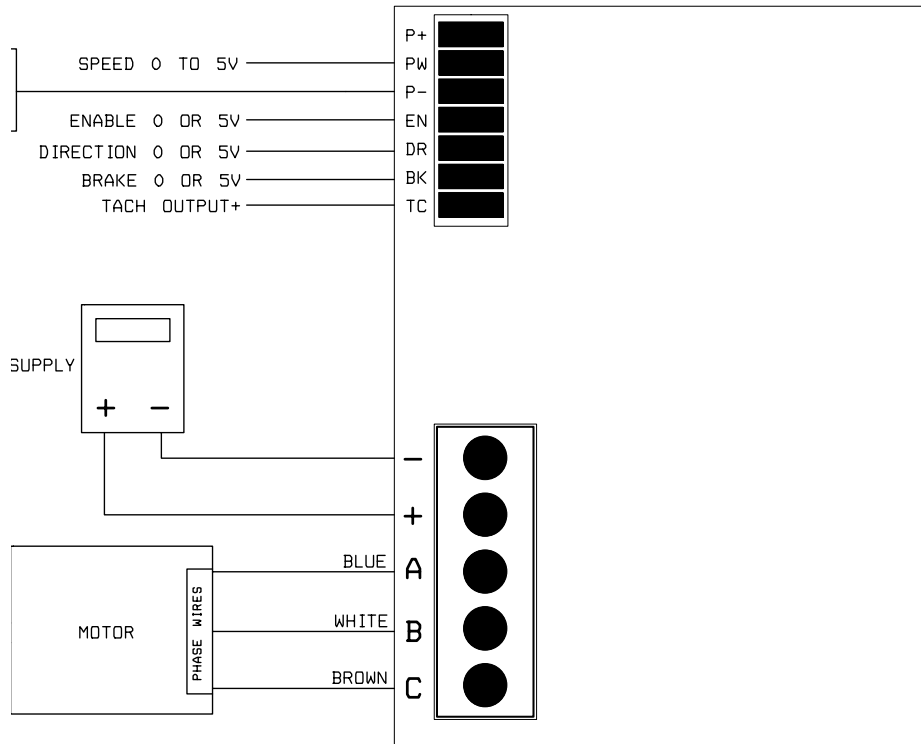 P+
SPEED 0 TO 5V PW
P-
ENABLE 0 OR 5V EN
DIRECTION 0 OR 5V DR
BRAKE 0 OR 5V BK
TACH OUTPUT+ TC
SUPPLY
+ -
-
+
BLUE A
MOTOR
PHASE WIRES
WHITE B
BROWN C